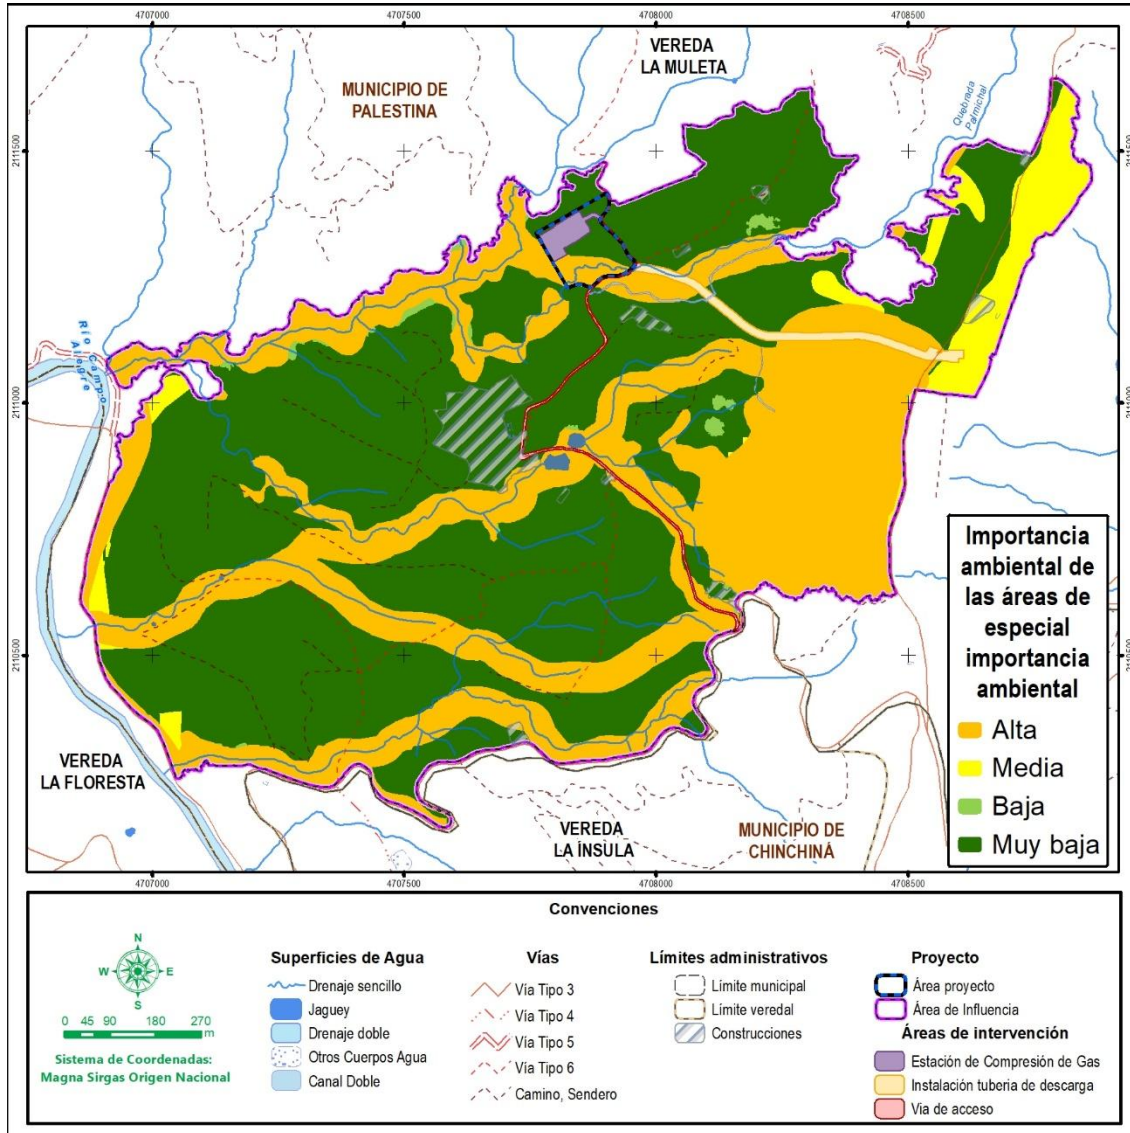 4707000 4707500 4708000 4708500
VEREDA
LA MULETA
MUNICIPIO DE
PALESTINA
Quebrada
Palmichal
2111500 2111500
Río Campo
Alegre
2111000 2111000
2110500 2110500
VEREDA
LA FLORESTA
VEREDA
LA ÍNSULA
MUNICIPIO DE
CHINCHINÁ
Importancia
ambiental de
las áreas de
especial
importancia
ambiental
Alta
Media
Baja
Muy baja
4707000 4707500 4708000 4708500
Convenciones
N
W E
S
0 45 90 180 270
m
Sistema de Coordenadas:
Magna Sirgas Origen Nacional
Superficies de Agua
Drenaje sencillo
Jaguey
Drenaje doble
Otros Cuerpos Agua
Canal Doble
Vías
Vía Tipo 3
Vía Tipo 4
Vía Tipo 5
Vía Tipo 6
Camino, Sendero
Límites administrativos
Límite municipal
Límite veredal
Construcciones
Proyecto
Área proyecto
Área de Influencia
Áreas de intervención
Estación de Compresión de Gas
Instalación tuberia de descarga
Via de acceso